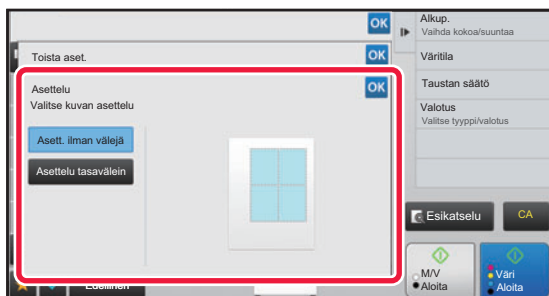 OK
Toista aset.
OK
Asettelu
OK
Valitse kuvan asettelu
Asett. ilman välejä
Asettelu tasavälein
Edellinen
Alkup.
Vaihda kokoa/suuntaa
Väritila
Taustan säätö
Valotus
Valitse tyyppi/valotus
Esikatselu
CA
M/V
Aloita
Väri
Aloita